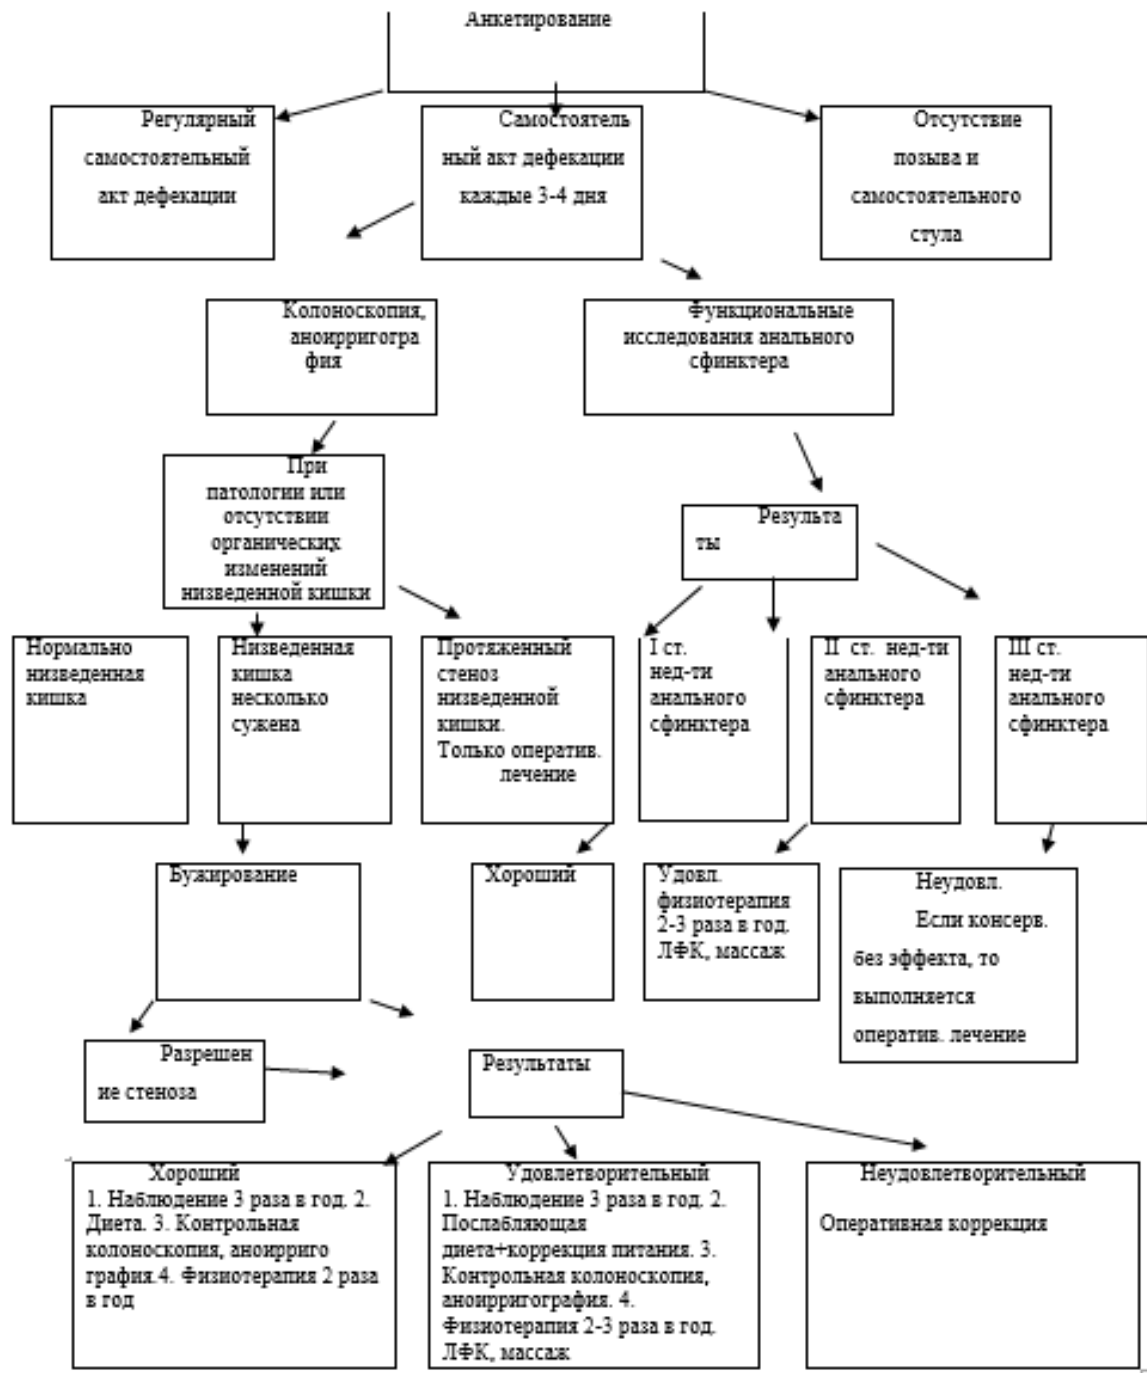 Анкетирование
Регулярный
самостоятельный
акт дефекации
Самостоятель
ный акт дефекации
каждые 3-4 дня
Отсутствие
позыва и
самостоятельного
стула
Колоноскопия,
аноирригогра
фия
Функциональные
исследования анального
сфинктера
При
патологии или
отсутствии
органических
изменений
низведенной кишки
Результа
ты
Нормально
низведенная
кишка
Низведенная
кишка
несколько
сужена
Протяженный
стеноз
низведенной
кишки.
Только оператив.
лечение
I ст.
нед-ти
анального
сфинктера
II ст. нед-ти
анального
сфинктера
III ст.
нед-ти
анального
сфинктера
Бужирование
Хороший
Удовл.
физиотерапия
2-3 раза в год.
ЛФК, массаж
Неудовл.
Если консерв.
без эффекта, то
выполняется
оператив. лечение
Разрешен
ие стеноза
Результаты
Хороший
1. Наблюдение 3 раза в год. 2.
Диета. 3. Контрольная
колоноскопия, аноирриго
графия.4. Физиотерапия 2 раза
в год
Удовлетворительный
1. Наблюдение 3 раза в год. 2.
Послабляющая
диета+коррекция питания. 3.
Контрольная колоноскопия,
аноирригография. 4.
Физиотерапия 2-3 раза в год.
ЛФК, массаж
Неудовлетворительный
Оперативная коррекция